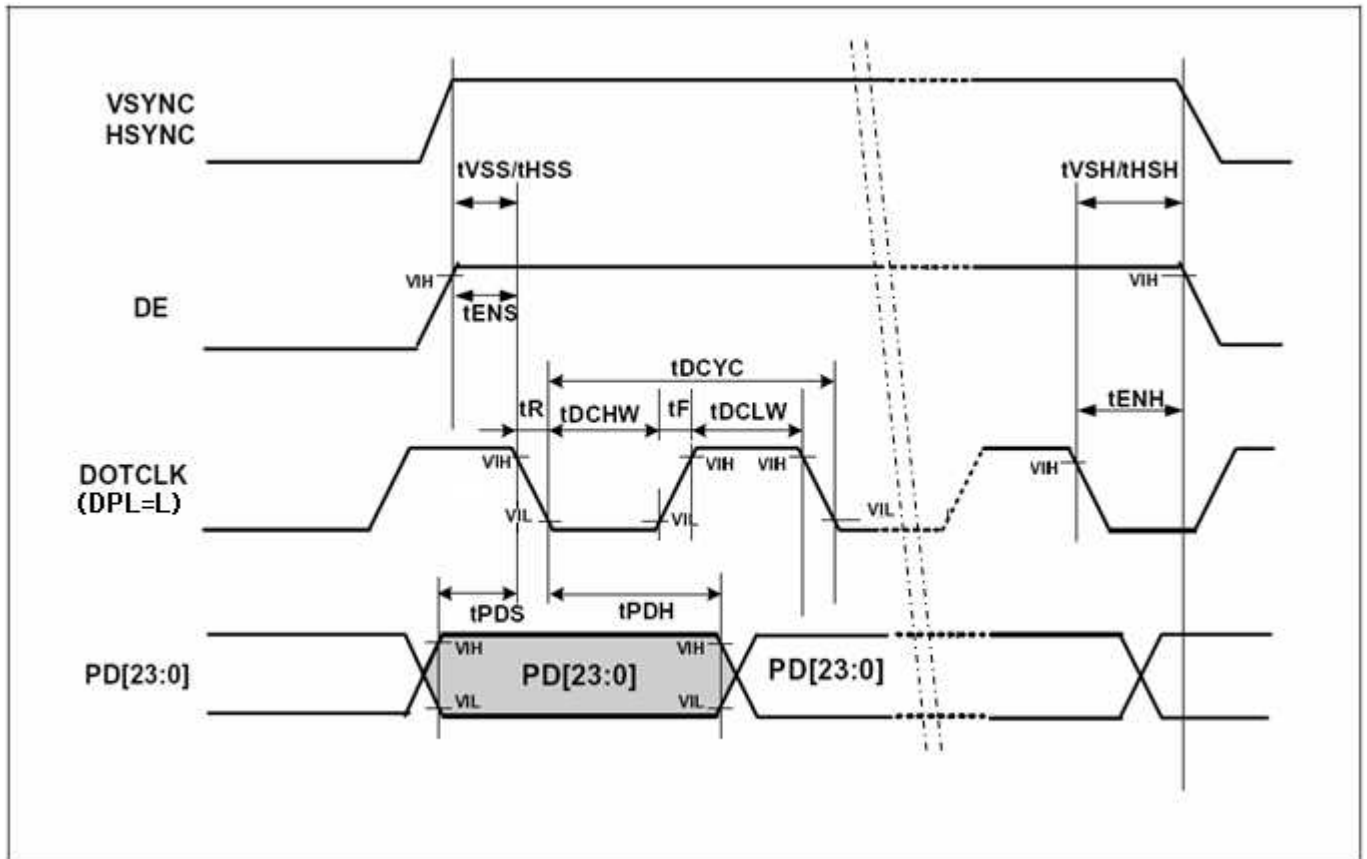 VSYNC
HSYNC
tVSS/tHSS
tVSH/tHSH
DE
VIH
VIH
tENS
tDCYC
tENH
tR
tDCHW
tF
tDCLW
DOTCLK
(DPL=L)
VIH
VIH
VIH
VIH
VIL
VIL
VIL
tPDS
tPDH
PD[23:0]
VIH
VIH
PD[23:0]
PD[23:0]
VIL
VIL